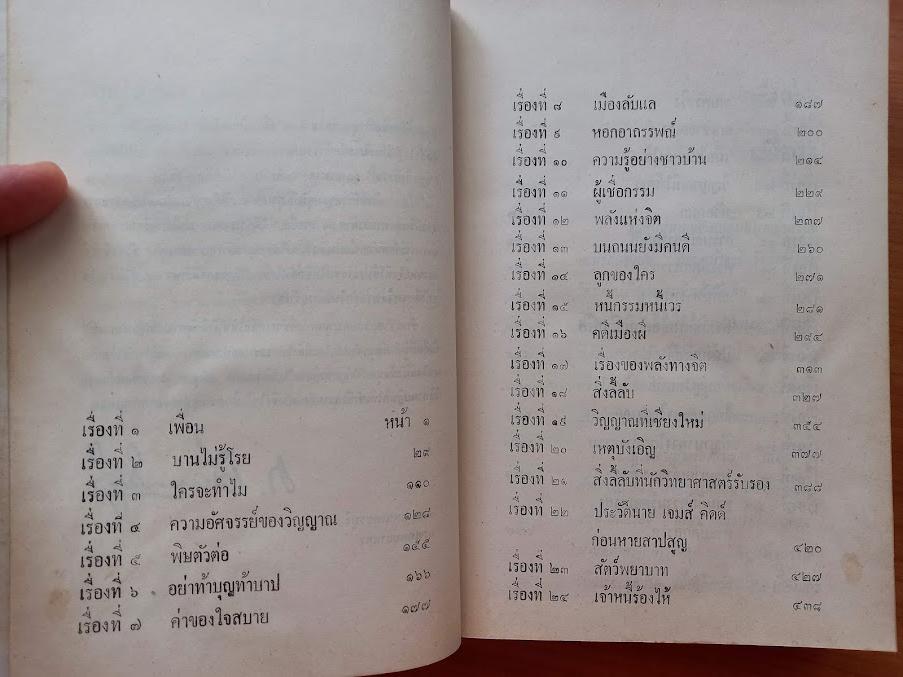 เรื่องที่ ๑ เพื่อน หน้า ๑
เรื่องที่ ๒ บานไม่รู้โรย ๒๙
เรื่องที่ ๓ ใครจะทำไม ๑๑๐
เรื่องที่ ๔ ความอัศจรรย์ของวิญญาณ ๑๒๘
เรื่องที่ ๕ พิษตัวต่อ ๑๔๕
เรื่องที่ ๖ อย่าท้าบุญท้าบาป ๑๖๖
เรื่องที่ ๗ ค่าของใจสบาย ๑๗๗
เรื่องที่ ๘ เมืองลับแล ๑๘๗
เรื่องที่ ๙ หอกอาถรรพณ์ ๒๐๐
เรื่องที่ ๑๐ ความรู้อย่างชาวบ้าน ๒๑๔
เรื่องที่ ๑๑ ผู้เชื่อกรรม ๒๒๙
เรื่องที่ ๑๒ พลังแห่งจิต ๒๓๗
เรื่องที่ ๑๓ บนถนนยังมีคนดี ๒๖๐
เรื่องที่ ๑๔ ลูกของใคร ๒๗๑
เรื่องที่ ๑๕ หนี้กรรมหนี้เวร ๒๘๑
เรื่องที่ ๑๖ คดีเมืองผี ๒๙๔
เรื่องที่ ๑๗ เรื่องของพลังทางจิต ๓๑๓
เรื่องที่ ๑๘ สิ่งลี้ลับ ๓๒๗
เรื่องที่ ๑๙ วิญญาณที่เชียงใหม่ ๓๕๔
เรื่องที่ ๒๐ เหตุบังเอิญ ๓๗๗
เรื่องที่ ๒๑ สิ่งลี้ลับที่นักวิทยาศาสตร์รับรอง ๓๘๘
เรื่องที่ ๒๒ ประวัตินาย เจมส์ คิดด์
ก่อนหายสาปสูญ ๔๒๐
เรื่องที่ ๒๓ สัตว์พยาบาท ๔๒๗
เรื่องที่ ๒๔ เจ้าหนี้ร้องไห้ ๔๓๘